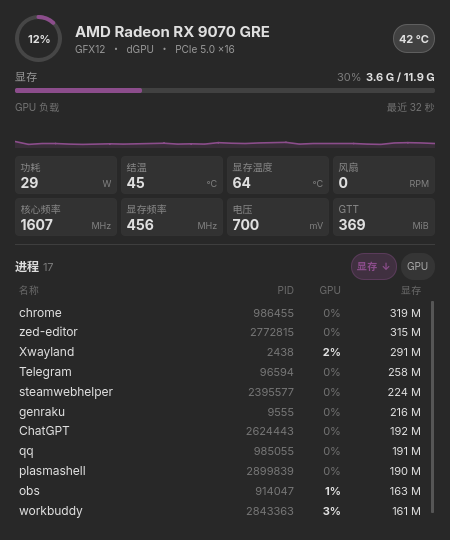 12%
AMD Radeon RX 9070 GRE
GFX12 • dGPU • PCIe 5.0 ×16
42 °C
显存 30% 3.6 G / 11.9 G
GPU 负载 最近 32 秒
功耗 结温 显存温度 风扇
29 W 45 °C 64 °C 0 RPM
核心频率 显存频率 电压 GTT
1607 MHz 456 MHz 700 mV 369 MiB
进程 17 显存 ↓ GPU
名称 PID GPU 显存
chrome 986455 0% 319 M
zed-editor 2772815 0% 315 M
Xwayland 2438 2% 291 M
Telegram 96594 0% 258 M
steamwebhelper 2395577 0% 224 M
genraku 9555 0% 216 M
ChatGPT 2624443 0% 192 M
qq 985055 0% 191 M
plasmashell 2899839 0% 190 M
obs 914047 1% 163 M
workbuddy 2843363 3% 161 M